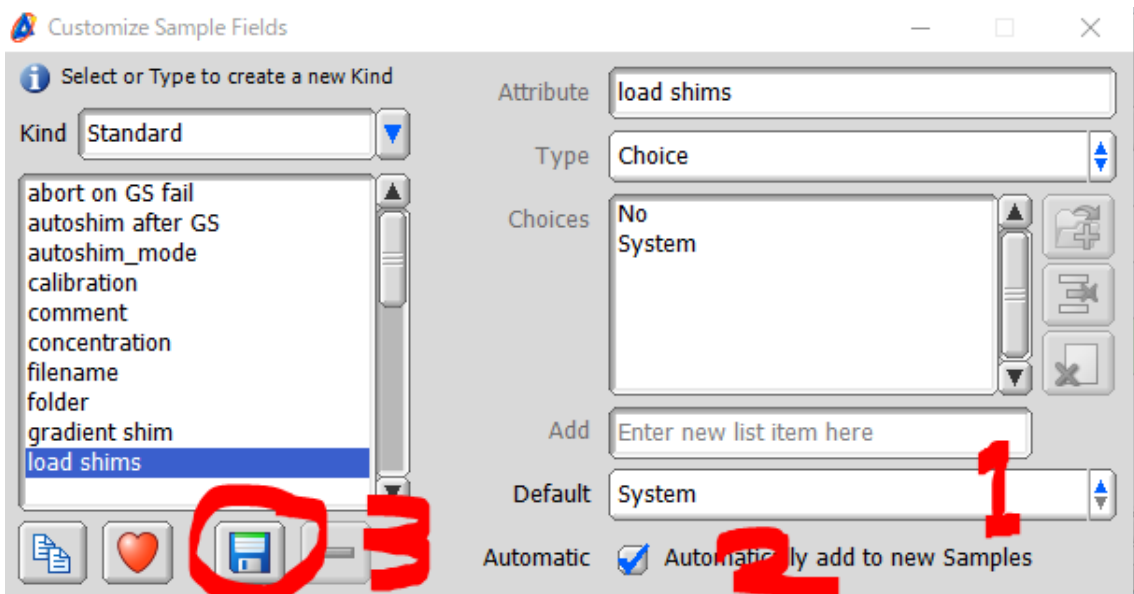 Customize Sample Fields
Select or Type to create a new Kind
Kind Standard
abort on GS fail
autoshim after GS
autoshim_mode
calibration
comment
concentration
filename
folder
gradient shim
load shims
Attribute load shims
Type Choice
Choices
No
System
Add Enter new list item here
1
Default System
3
2
Automatic Automatically add to new Samples